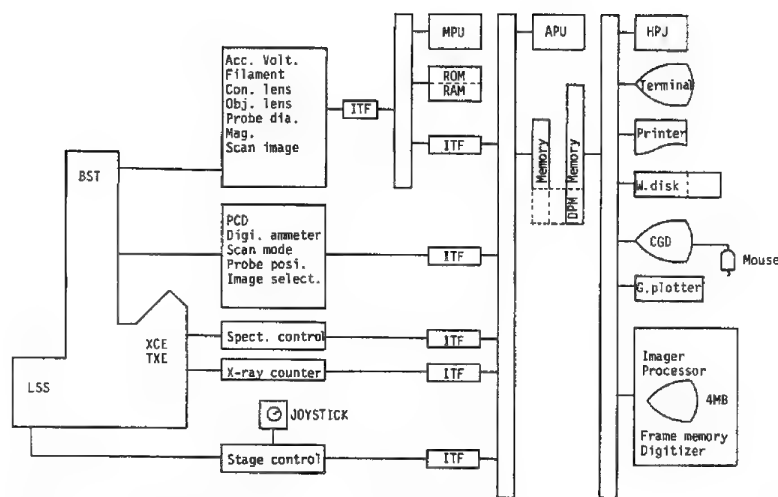 Acc. Volt.
Filament
Con. lens
Obj. lens
Probe dia.
Mag.
Scan image
ITF
MPU
ROM
RAM
ITF
APU
Memory
DPM
Memory
HPJ
Terminal
Printer
W.disk
CGD
Mouse
G.plotter
Imager
Processor
4MB
Frame memory
Digitizer
BST
PCD
Digi. ammeter
Scan mode
Probe posi.
Image select.
ITF
XCE
TXE
LSS
Spect. control
ITF
X-ray counter
ITF
JOYSTICK
Stage control
ITF